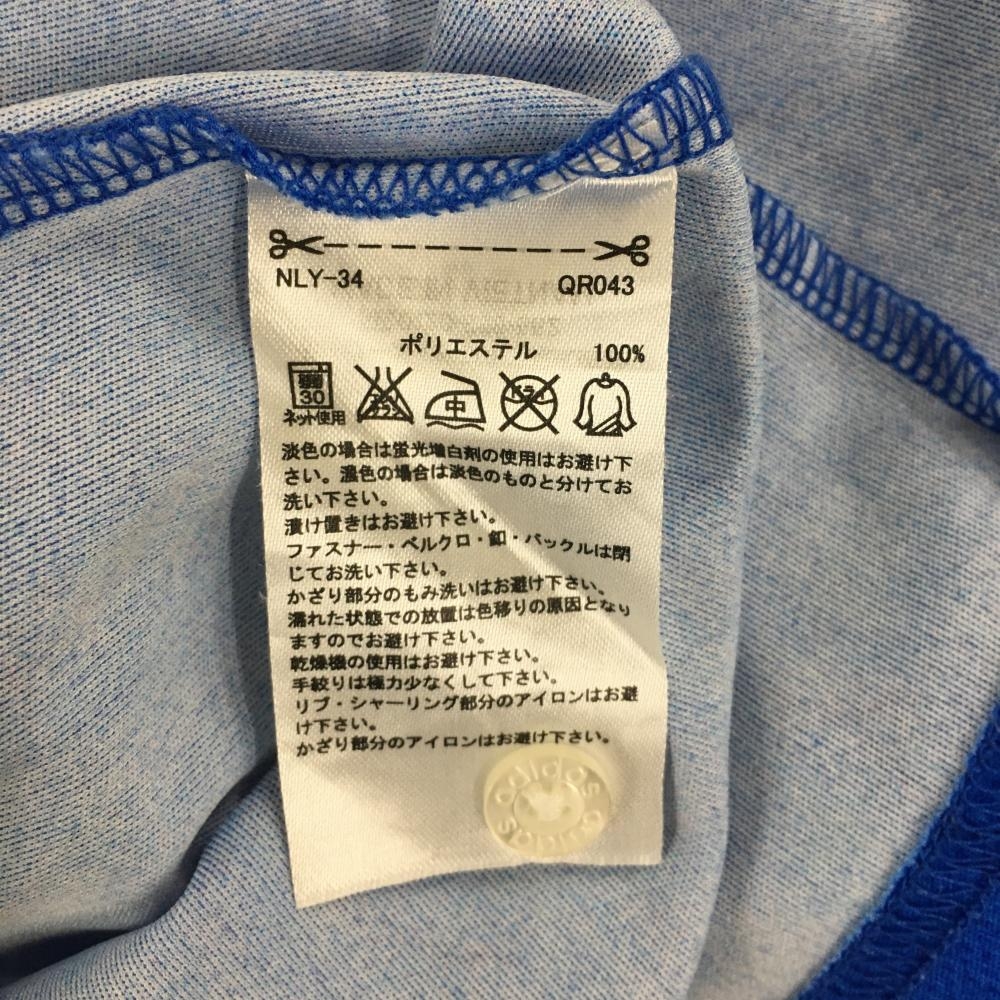 NLY-34 QR043
ポリエステル 100%
弱 30 中 ドライ
ネット使用
淡色の場合は蛍光増白剤の使用はお避け下
さい。濃色の場合は淡色のものと分けてお
洗い下さい。
漬け置きはお避け下さい。
ファスナー・ベルクロ・釦・バックルは閉
じてお洗い下さい。
かざり部分のもみ洗いはお避け下さい。
濡れた状態での放置は色移りの原因となり
ますのでお避け下さい。
乾燥機の使用はお避け下さい。
手絞りは極力少なくして下さい。
リブ・シャーリング部分のアイロンはお避
け下さい。
かざり部分のアイロンはお避け下さい。
adidas
adidas